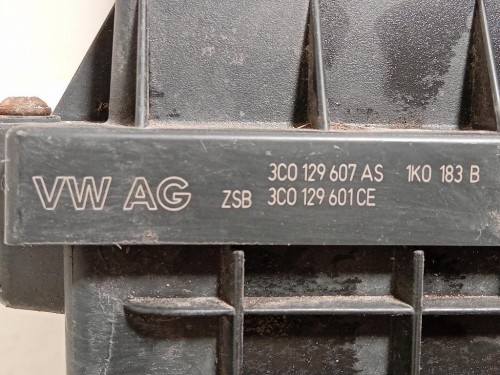 VW AG
3C0 129 607 AS 1K0 183 B
ZSB 3C0 129 601 CE